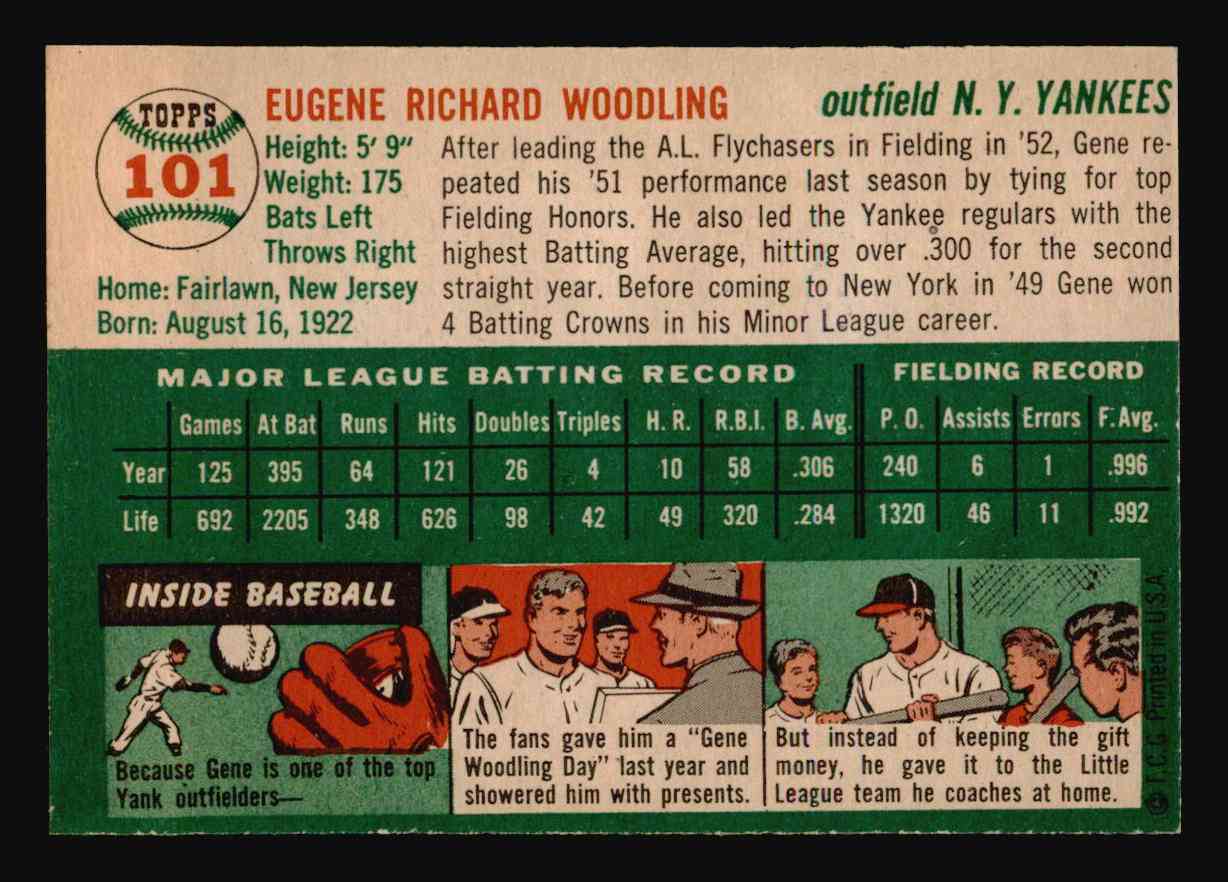 TOPPS
101
EUGENE RICHARD WOODLING
outfield N. Y. YANKEES
Height: 5' 9"
Weight: 175
Bats Left
Throws Right
Home: Fairlawn, New Jersey
Born: August 16, 1922
After leading the A.L. Flychasers in Fielding in '52, Gene re-
peated his '51 performance last season by tying for top
Fielding Honors. He also led the Yankee regulars with the
highest Batting Average, hitting over .300 for the second
straight year. Before coming to New York in '49 Gene won
4 Batting Crowns in his Minor League career.
MAJOR LEAGUE BATTING RECORD
FIELDING RECORD
Games At Bat Runs Hits Doubles Triples H. R. R.B.I. B. Avg. P. O. Assists Errors F. Avg.
Year 125 395 64 121 26 4 10 58 .306 240 6 1 .996
Life 692 2205 348 626 98 42 49 320 .284 1320 46 11 .992
INSIDE BASEBALL
Because Gene is one of the top
Yank outfielders—
The fans gave him a "Gene
Woodling Day" last year and
showered him with presents.
But instead of keeping the gift
money, he gave it to the Little
League team he coaches at home.
© T.C.G. Printed in U.S.A